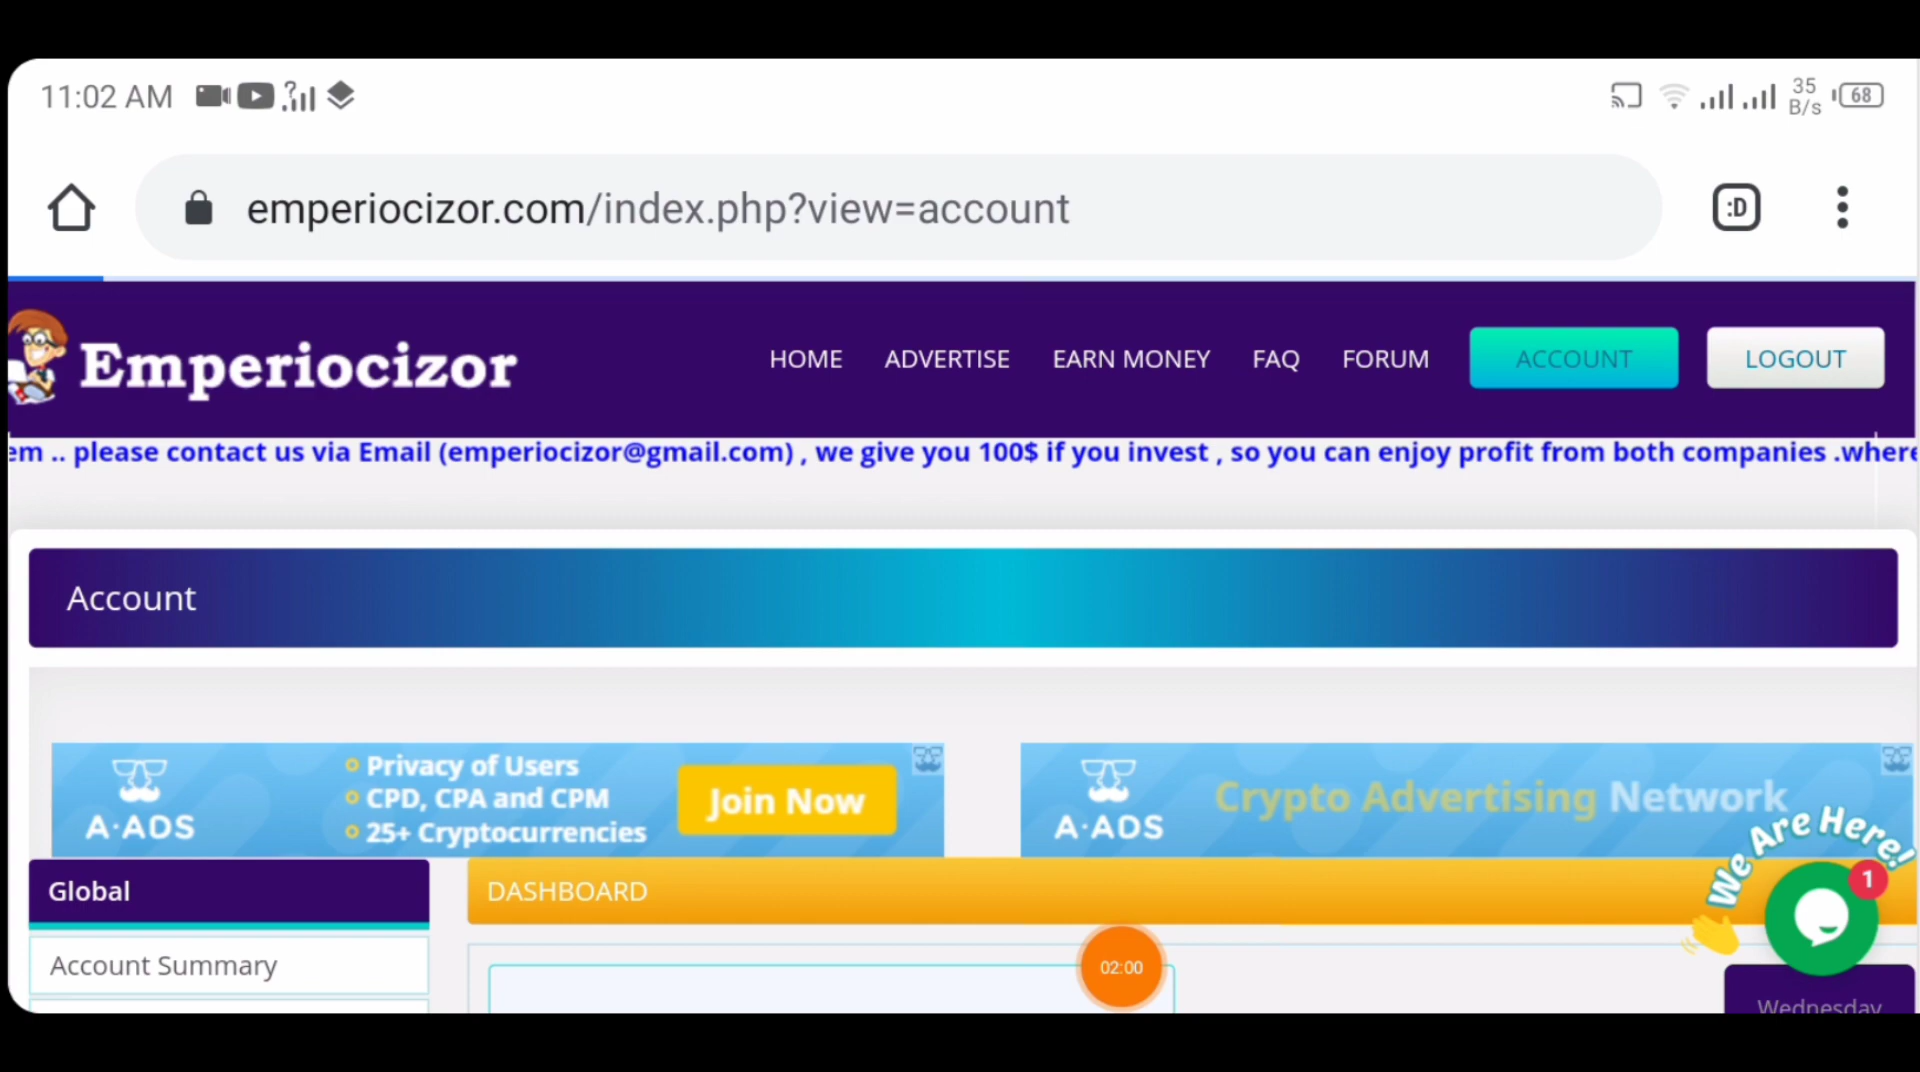 11:02 AM
35
B/s
68
emperiocizor.com/index.php?view=account
:D
Emperiocizor
HOME
ADVERTISE
EARN MONEY
FAQ
FORUM
ACCOUNT
LOGOUT
em .. please contact us via Email (emperiocizor@gmail.com) , we give you 100$ if you invest , so you can enjoy profit from both companies .where
Account
Privacy of Users
CPD, CPA and CPM
25+ Cryptocurrencies
Join Now
A·ADS
Crypto Advertising Network
A·ADS
We Are Here!
1
Global
DASHBOARD
Account Summary
02:00
Wednesday